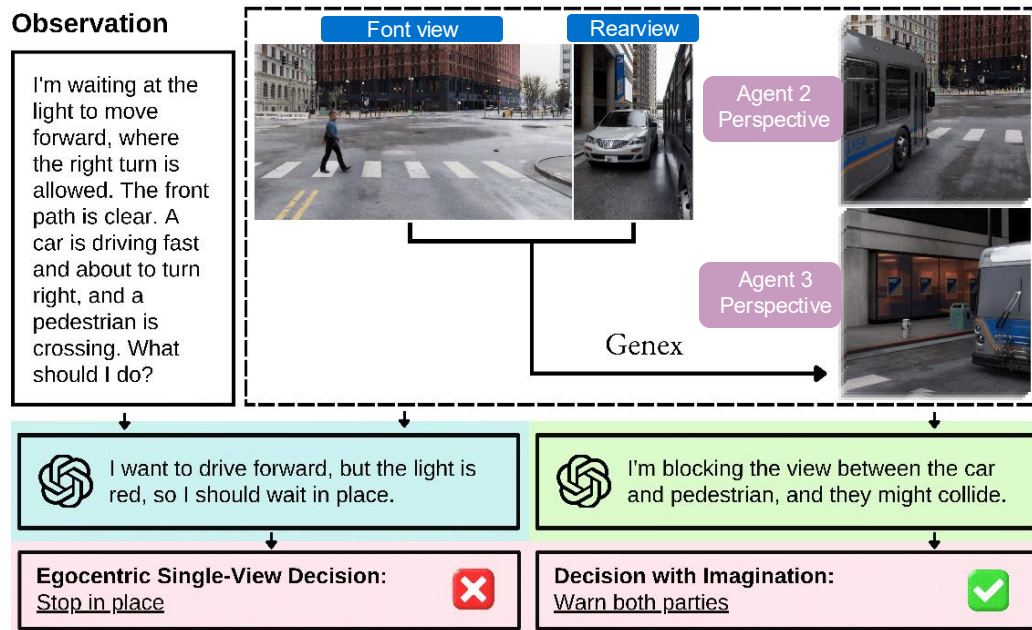 Observation
I'm waiting at the
light to move
forward, where
the right turn is
allowed. The front
path is clear. A
car is driving fast
and about to turn
right, and a
pedestrian is
crossing. What
should I do?
Font view
Rearview
Agent 2
Perspective
Agent 3
Perspective
Genex
I want to drive forward, but the light is
red, so I should wait in place.
I'm blocking the view between the car
and pedestrian, and they might collide.
Egocentric Single-View Decision:
Stop in place
Decision with Imagination:
Warn both parties